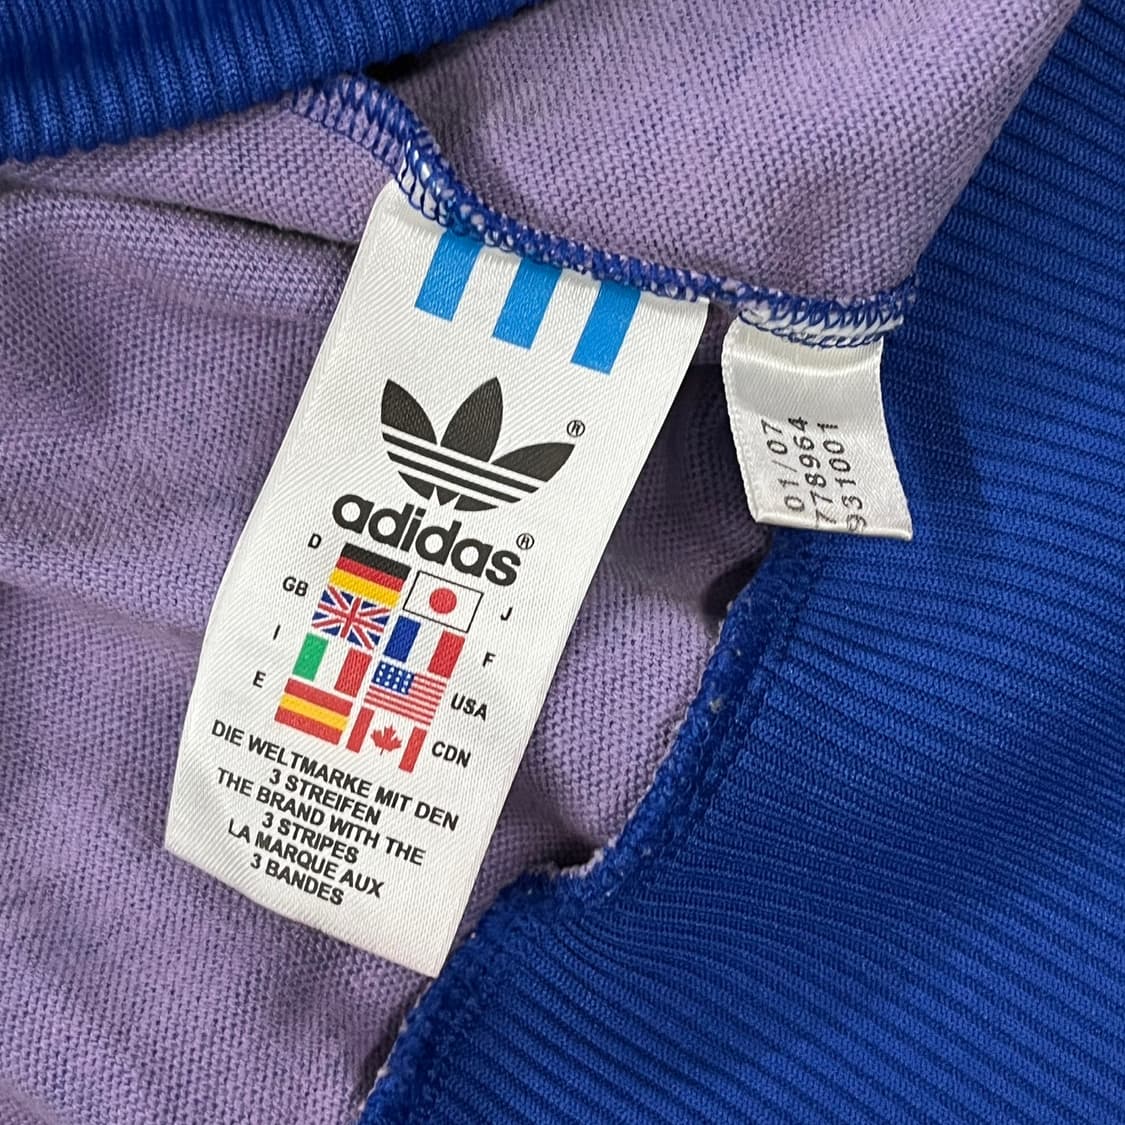 ®
adidas®
D
J
GB
F
I
USA
E
CDN
DIE WELTMARKE MIT DEN
3 STREIFEN
THE BRAND WITH THE
3 STRIPES
LA MARQUE AUX
3 BANDES
01/07
778964
931001